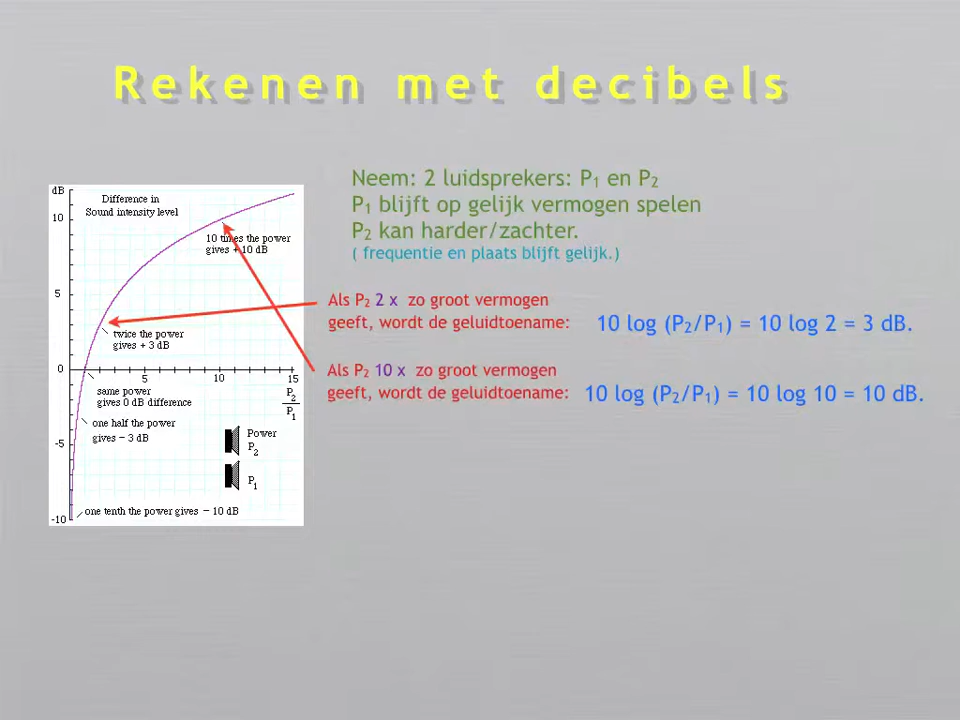 Rekenen met decibels
Neem: 2 luidsprekers: P1 en P2
P1 blijft op gelijk vermogen spelen
P2 kan harder/zachter.
( frequentie en plaats blijft gelijk.)
Als P2 2 x zo groot vermogen
geeft, wordt de geluidtoename:
10 log (P2/P1) = 10 log 2 = 3 dB.
Als P2 10 x zo groot vermogen
geeft, wordt de geluidtoename:
10 log (P2/P1) = 10 log 10 = 10 dB.
dB
Difference in
Sound intensity level
10
10 times the power
gives + 10 dB
5
twice the power
gives + 3 dB
0
5
10
15
P2
P1
same power
gives 0 dB difference
one half the power
gives − 3 dB
-5
Power
P2
P1
-10
one tenth the power gives − 10 dB